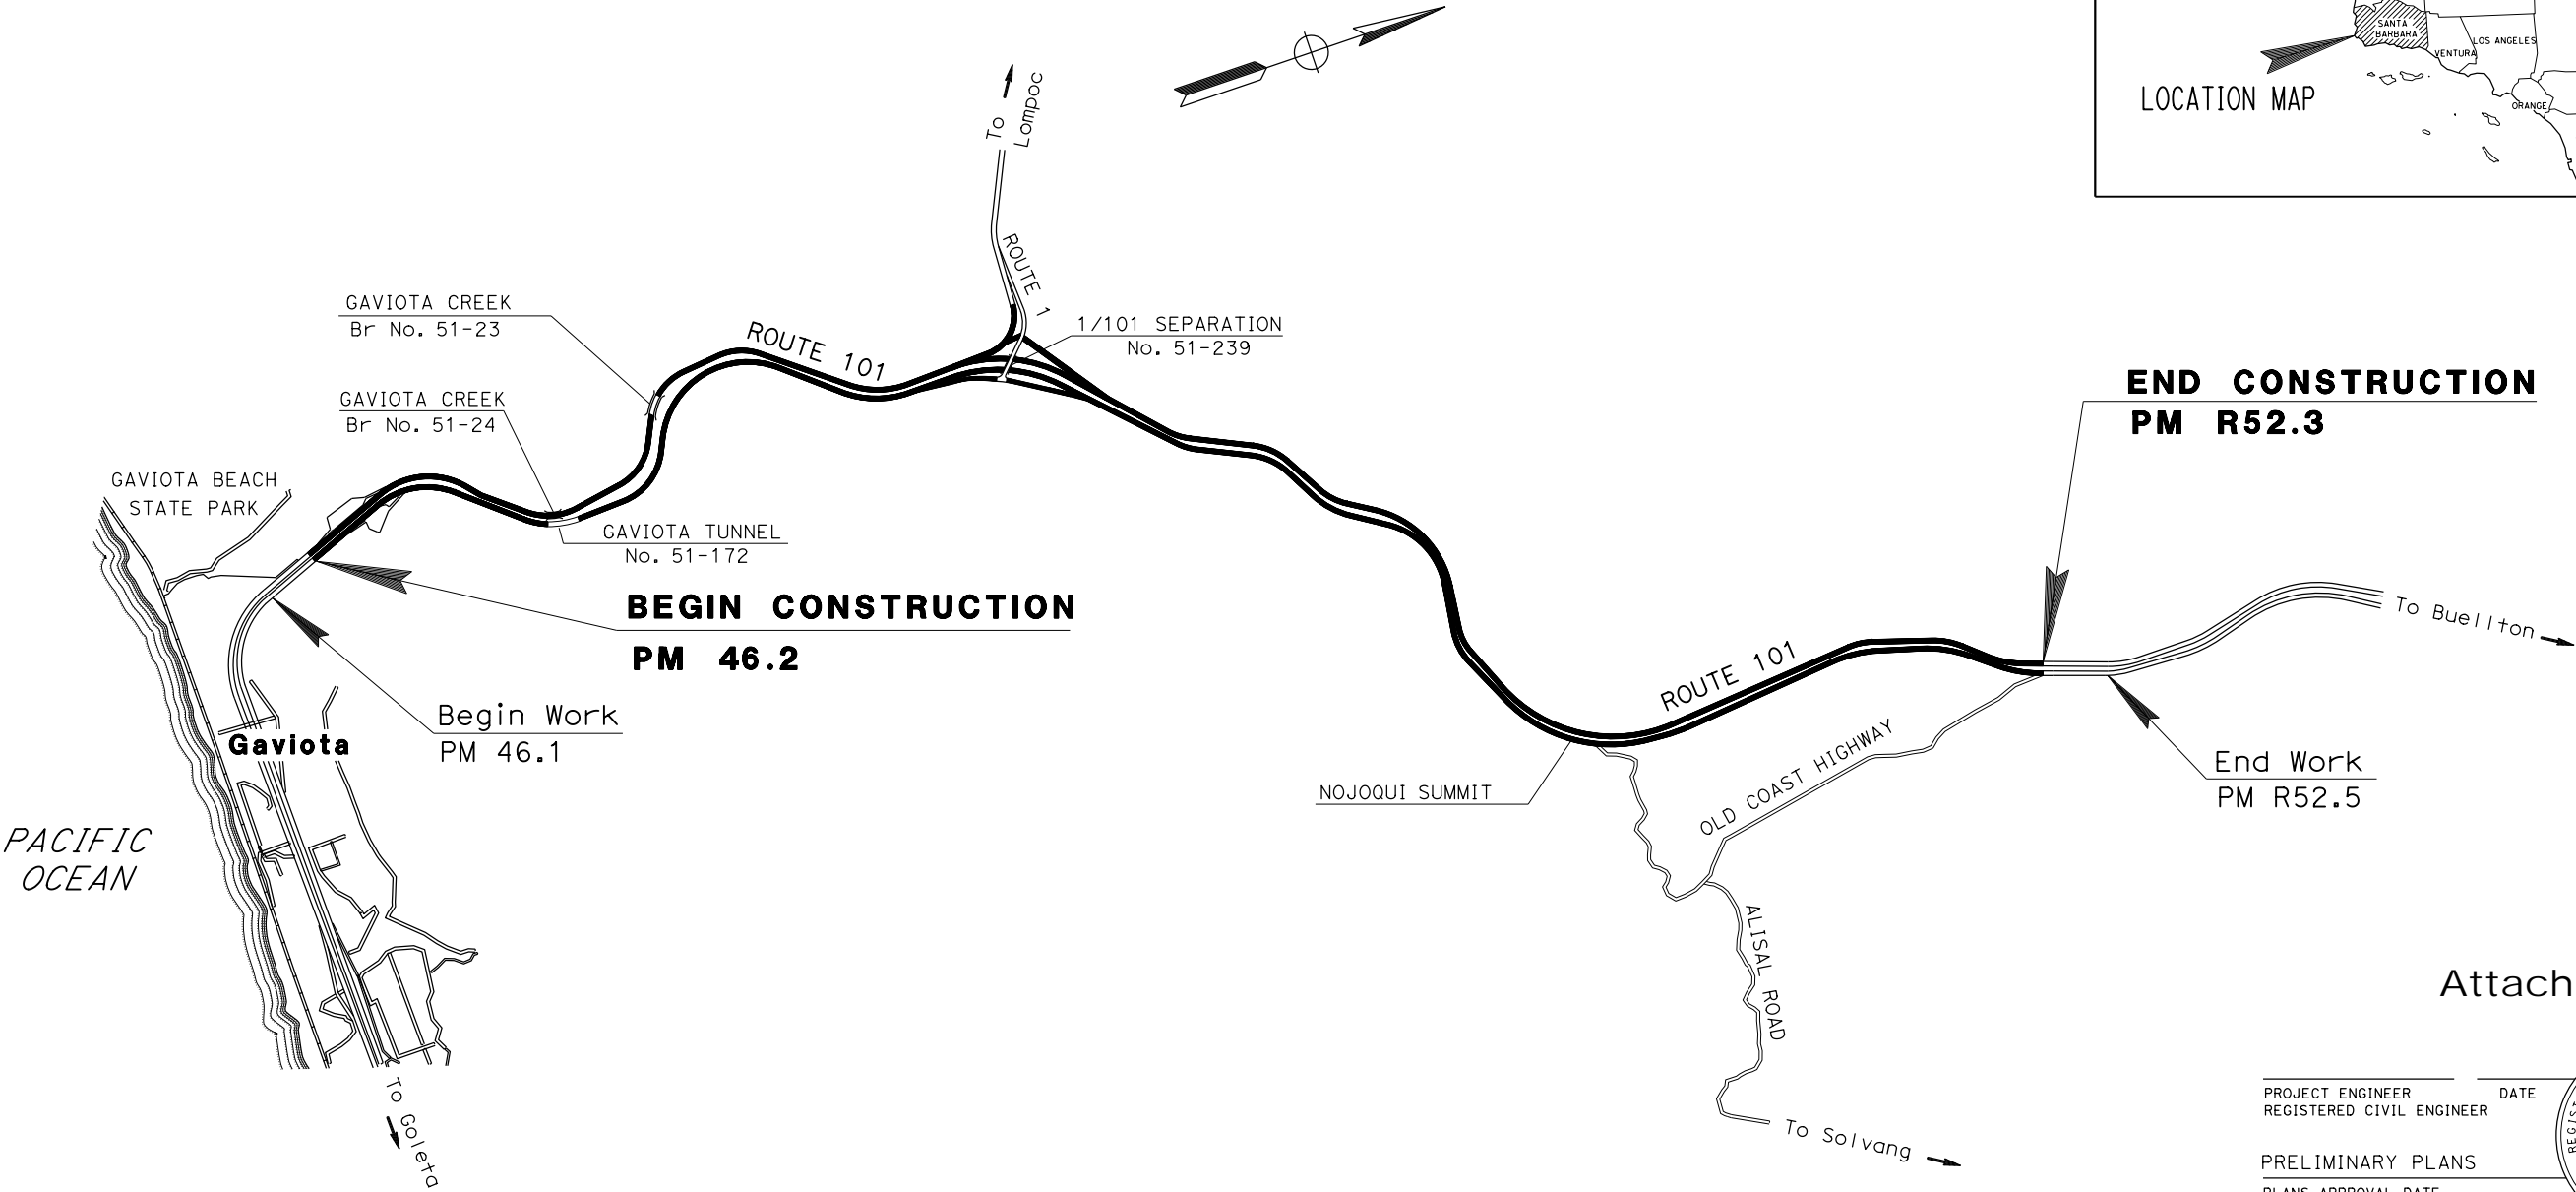 SANTA
BARBARA
VENTURA
LOS ANGELES
ORANGE
LOCATION MAP
To
Lompoc
ROUTE 1
GAVIOTA CREEK
Br No. 51-23
ROUTE 101
1/101 SEPARATION
No. 51-239
GAVIOTA CREEK
Br No. 51-24
END CONSTRUCTION
PM R52.3
GAVIOTA BEACH
STATE PARK
GAVIOTA TUNNEL
No. 51-172
BEGIN CONSTRUCTION
PM 46.2
To Buellton
Begin Work
PM 46.1
Gaviota
ROUTE 101
End Work
PM R52.5
NOJOQUI SUMMIT
OLD COAST HIGHWAY
PACIFIC
OCEAN
ALISAL ROAD
Attach
To Goleta
To Solvang
PROJECT ENGINEER DATE
REGISTERED CIVIL ENGINEER
PRELIMINARY PLANS
PLANS APPROVAL DATE
REGIST